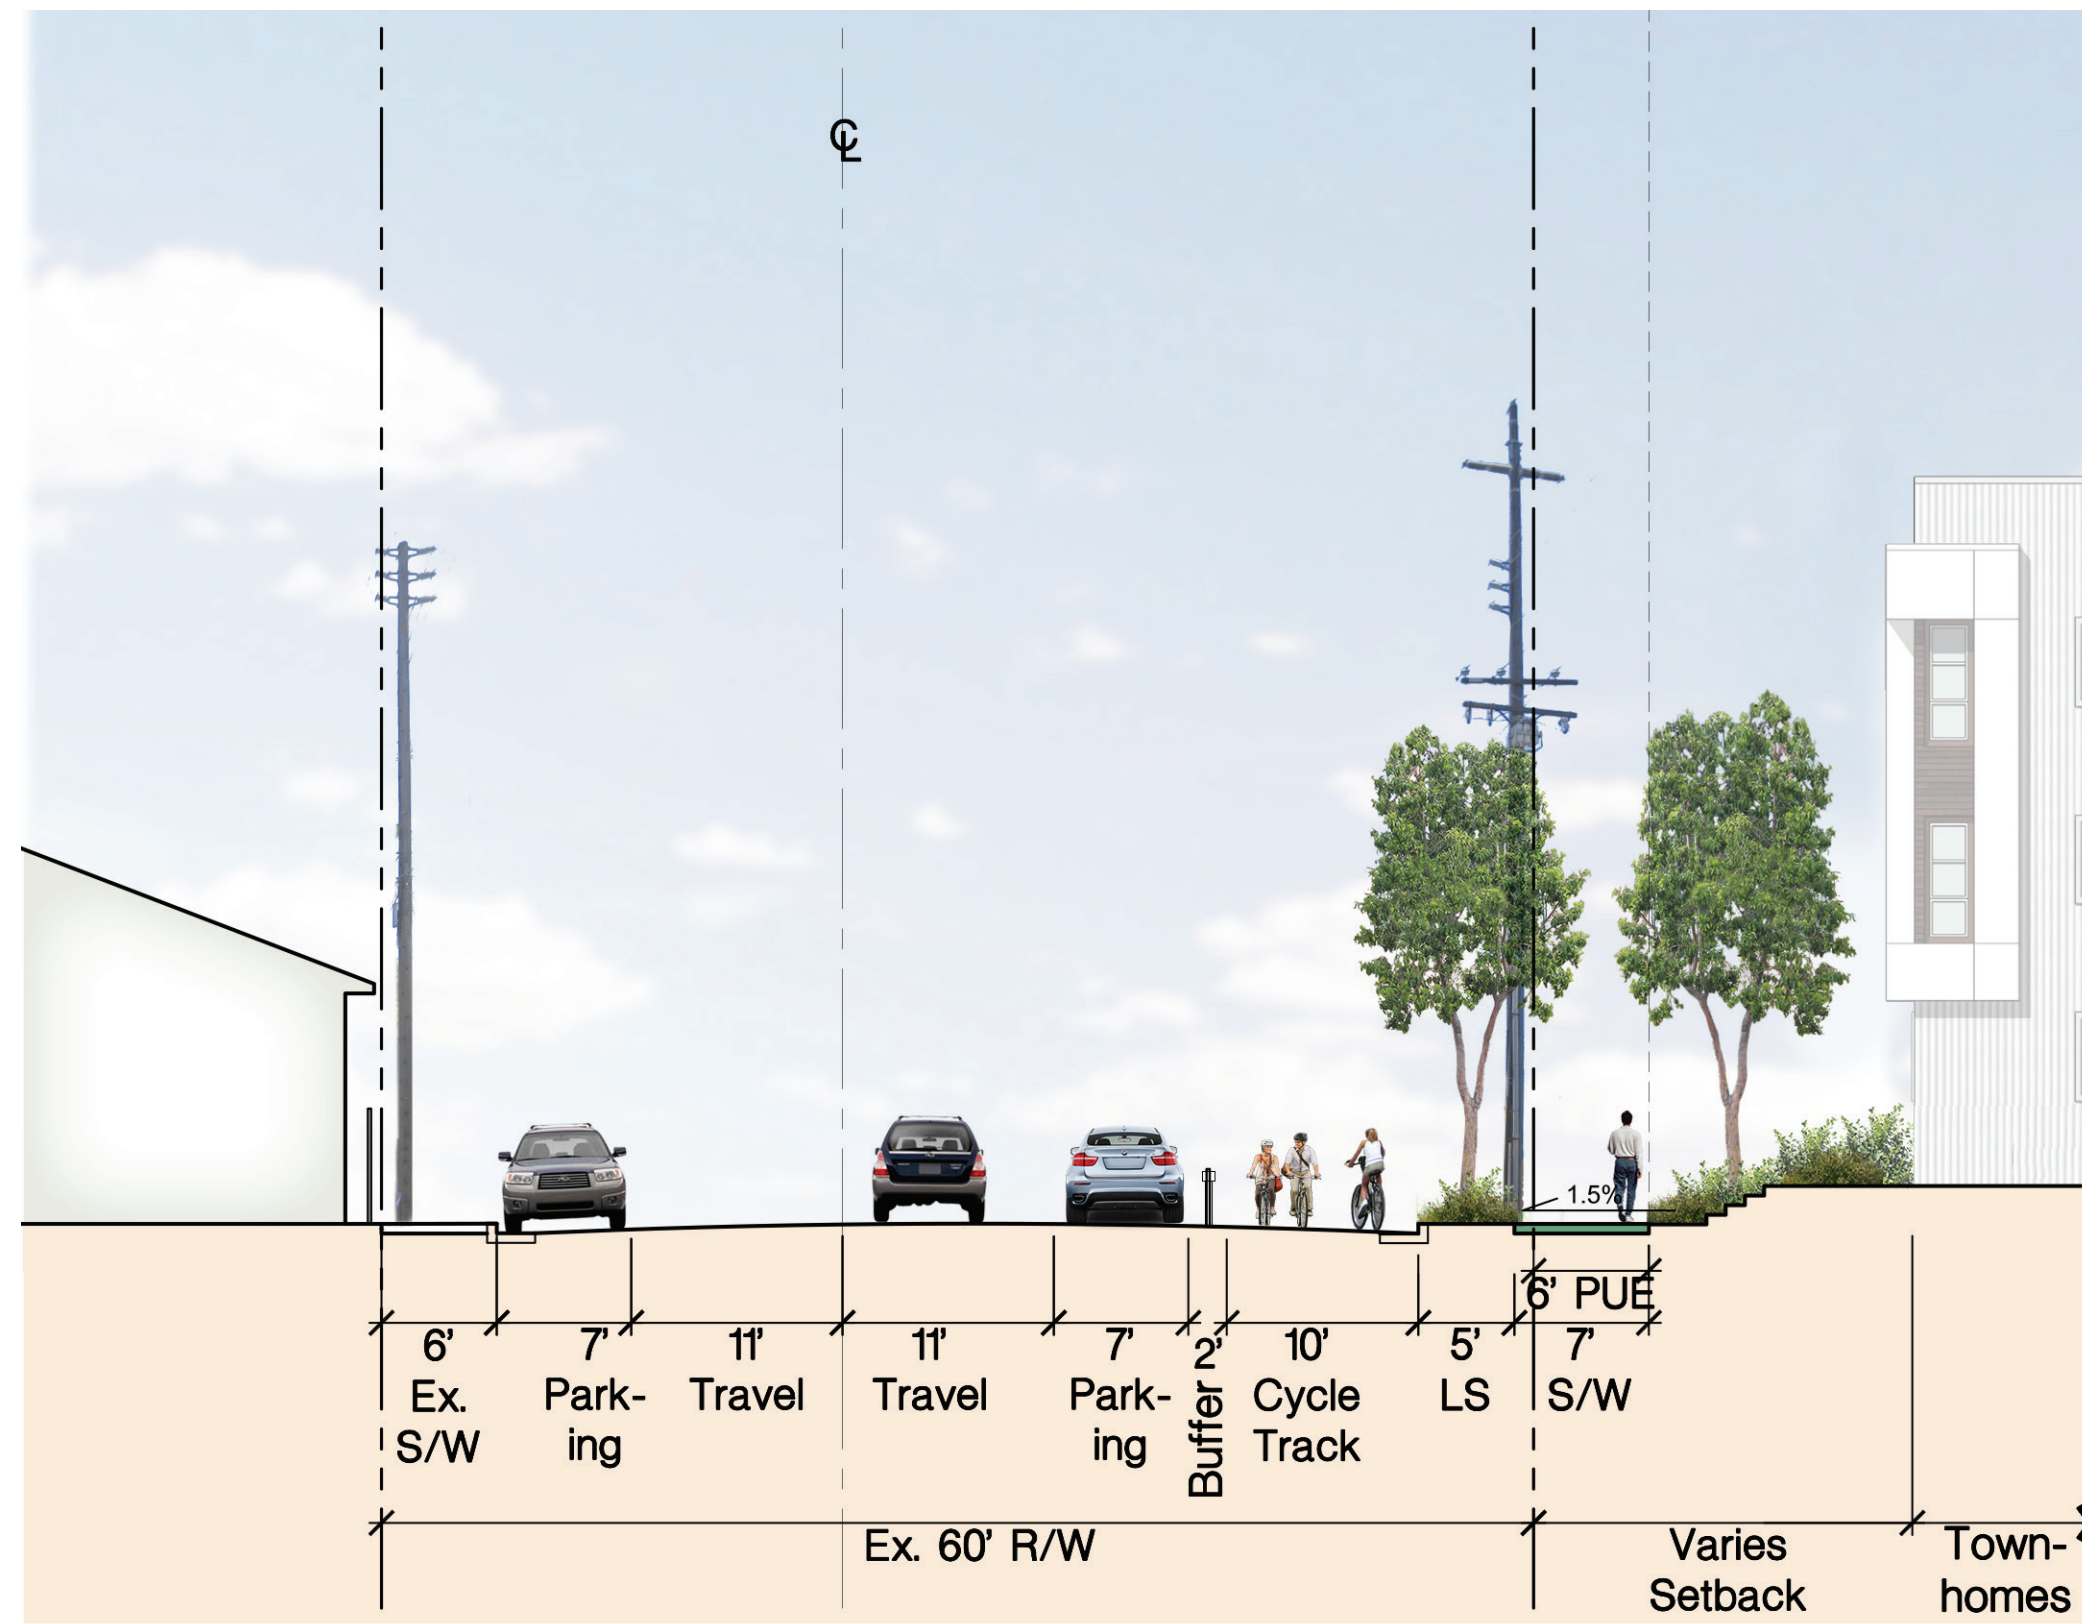 ℄
1.5%
6' PUE
6'
Ex.
S/W
7'
Park-
ing
11'
Travel
11'
Travel
7'
Park-
ing
2'
Buffer
10'
Cycle
Track
5'
LS
7'
S/W
Ex. 60' R/W
Varies
Setback
Town-
homes